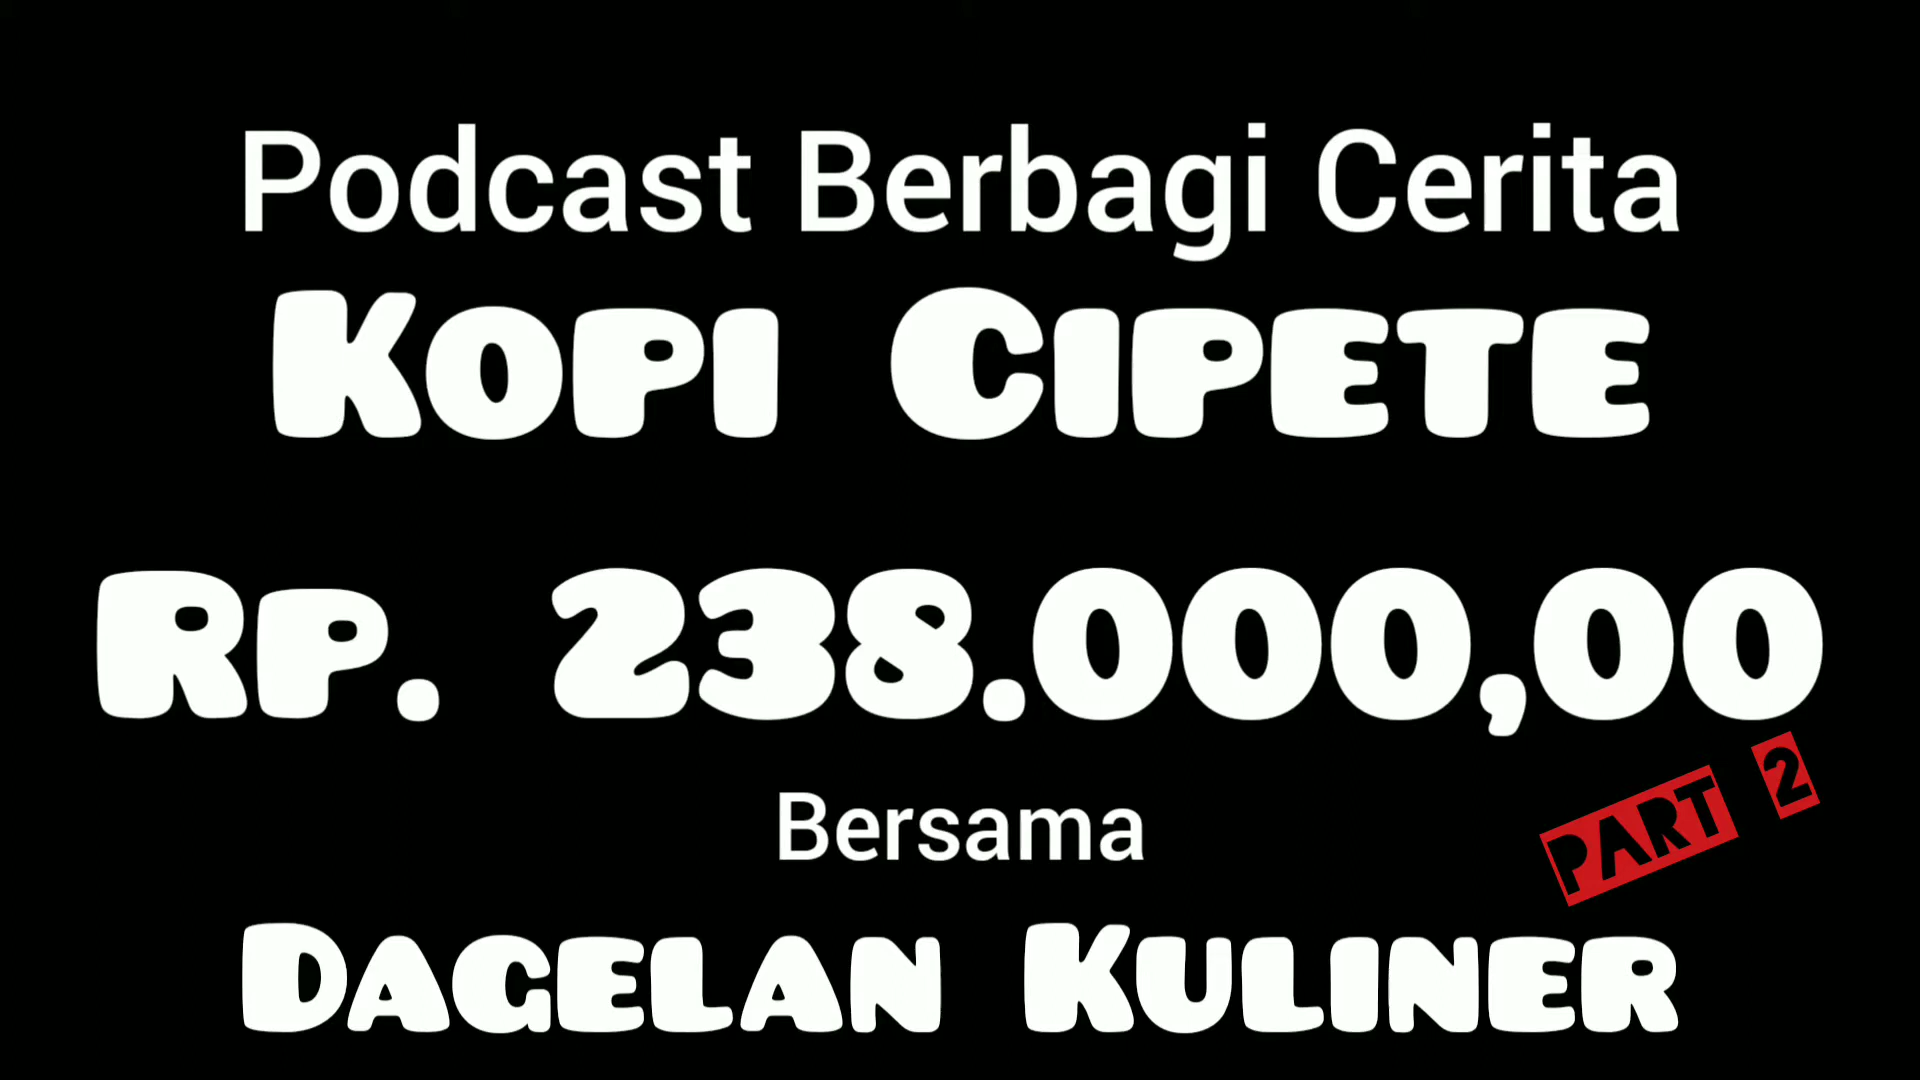 Podcast Berbagi Cerita
Kopi Cipete
Rp. 238.000,00
Bersama
PART 2
Dagelan Kuliner